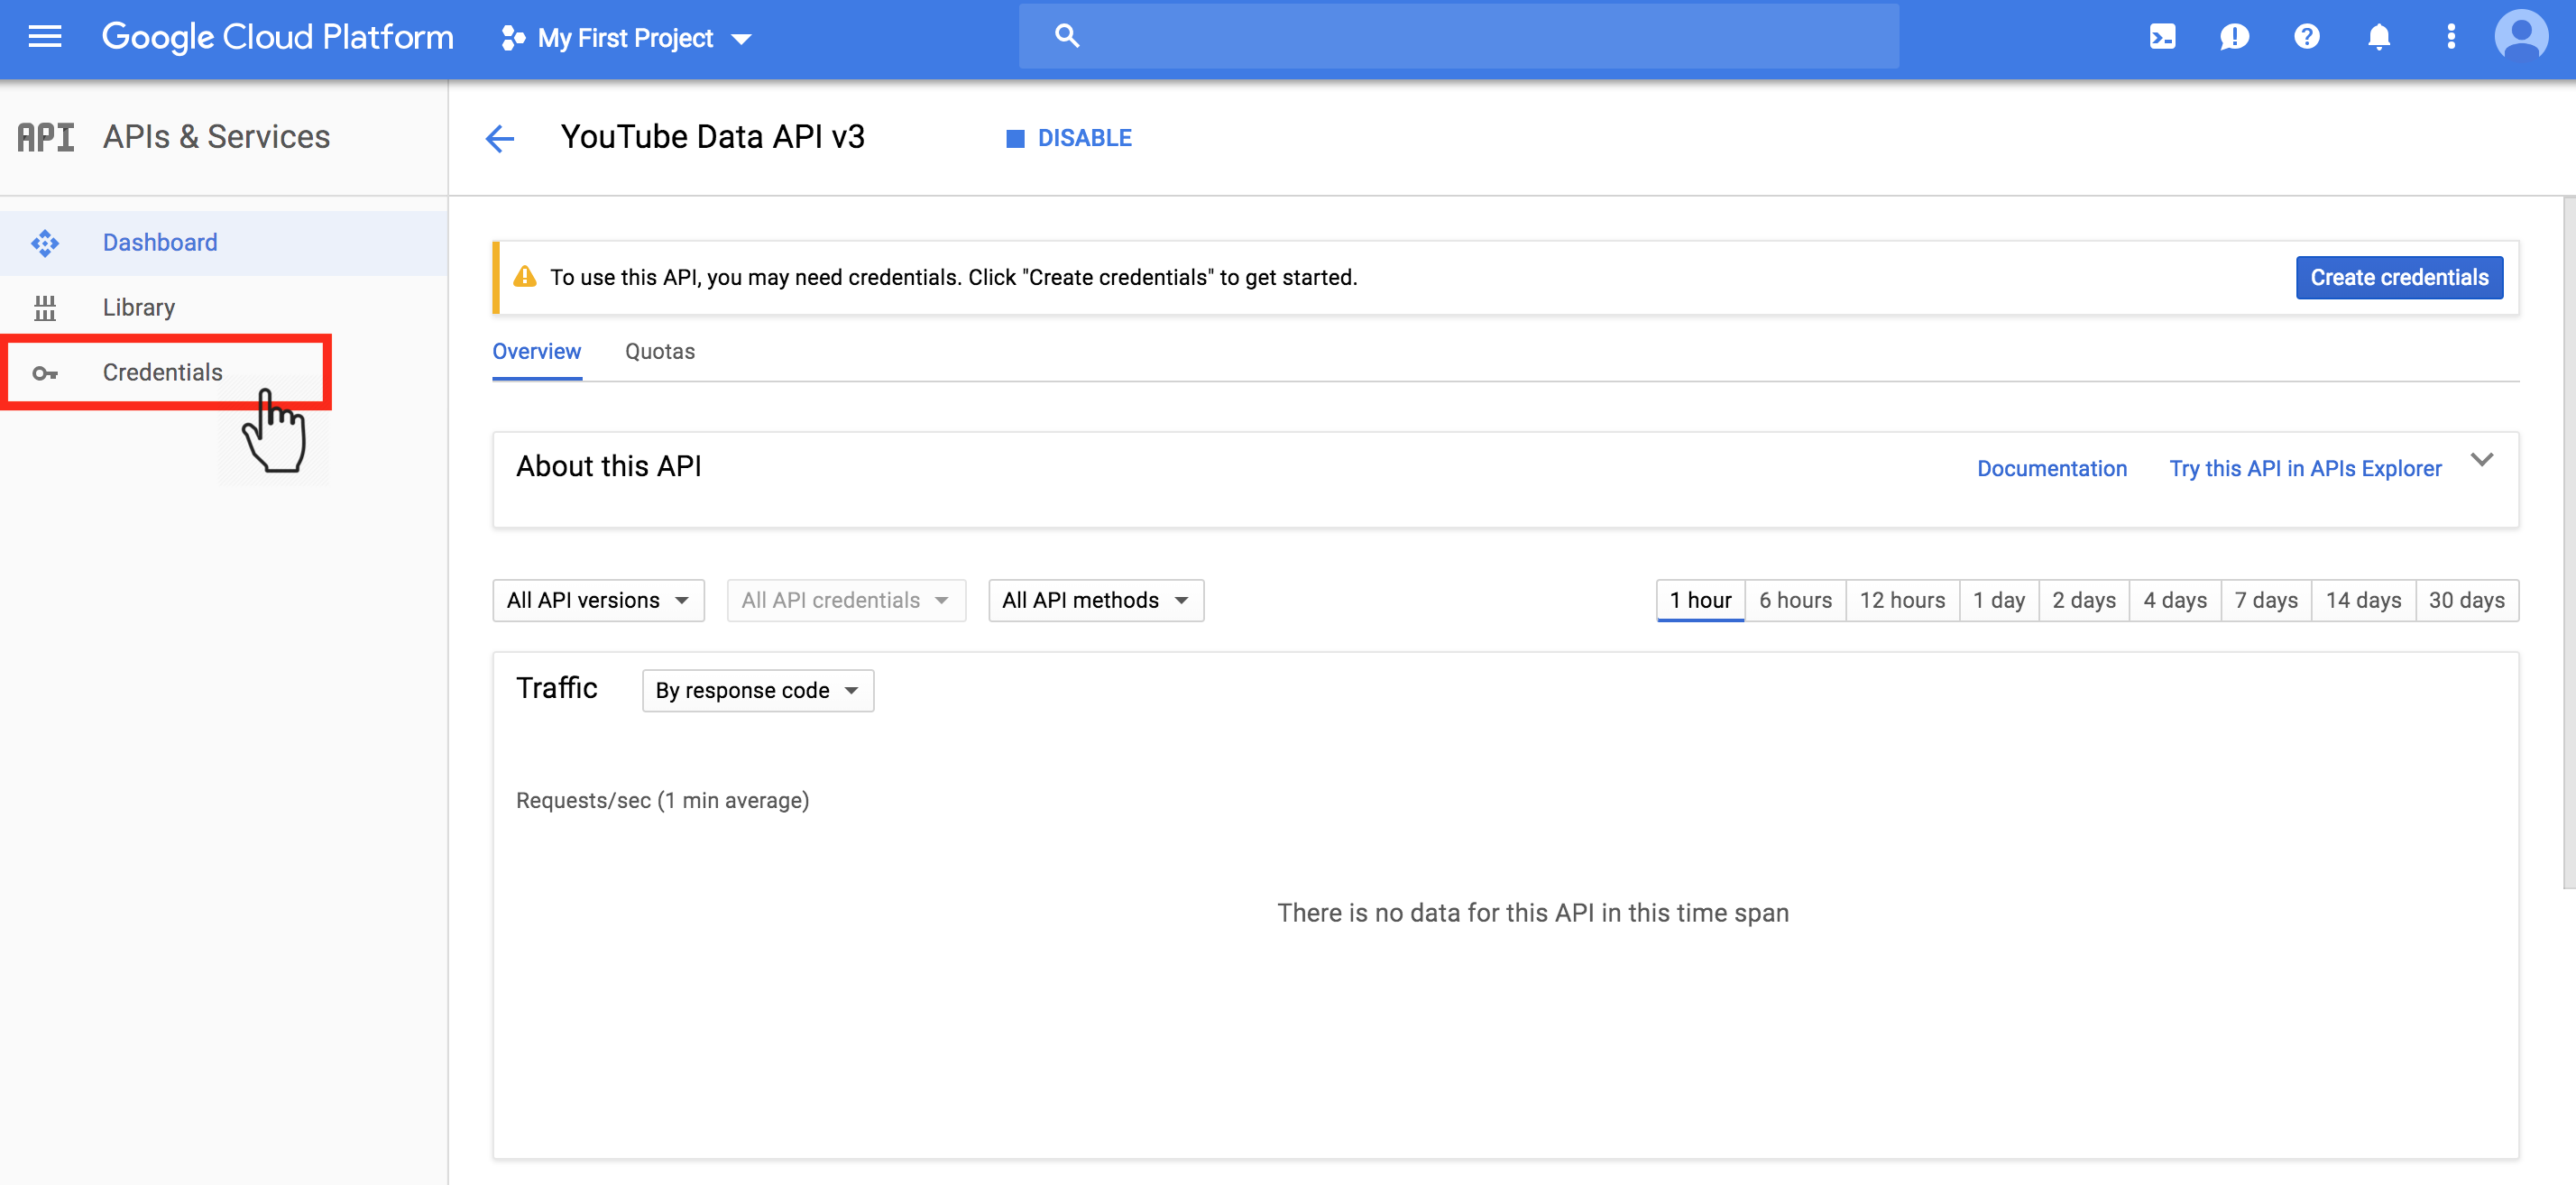 Google Cloud Platform
My First Project
API APIs & Services
YouTube Data API v3
DISABLE
Dashboard
Library
Credentials
To use this API, you may need credentials. Click "Create credentials" to get started.
Create credentials
Overview
Quotas
About this API
Documentation
Try this API in APIs Explorer
All API versions
All API credentials
All API methods
1 hour
6 hours
12 hours
1 day
2 days
4 days
7 days
14 days
30 days
Traffic
By response code
Requests/sec (1 min average)
There is no data for this API in this time span